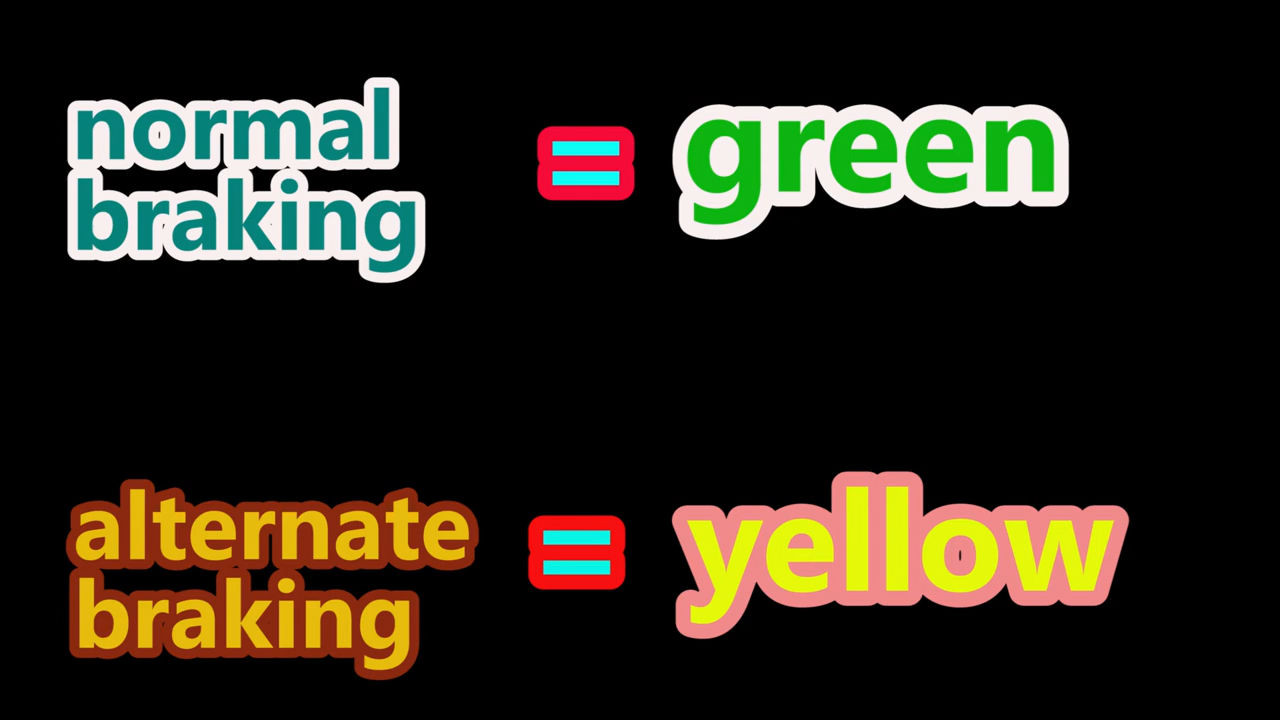 normal
braking = green
alternate
braking = yellow